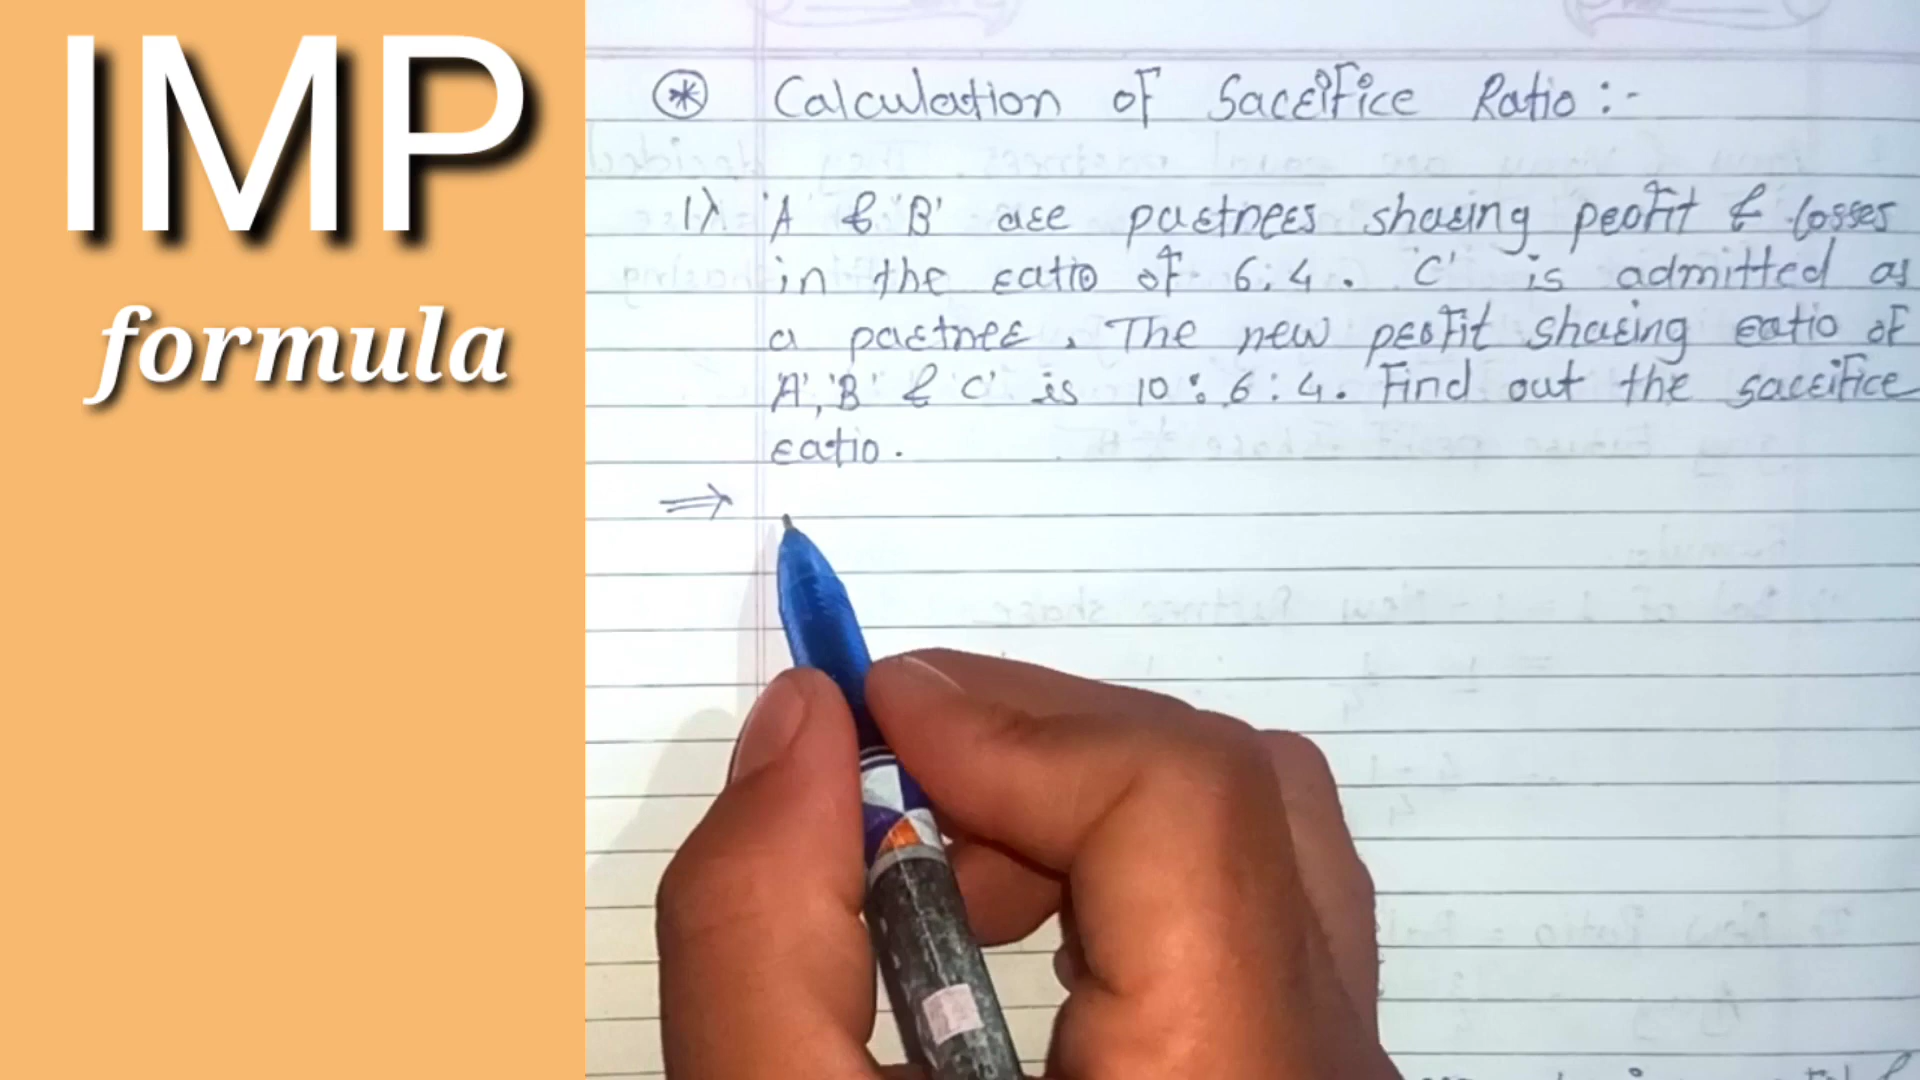 IMP
formula
* Calculation of Sacrifice Ratio :-
1) 'A' & 'B' are partners sharing profit & losses
in the ratio of 6:4. 'C' is admitted as
a partner. The new profit sharing ratio of
'A', 'B' & 'C' is 10:6:4. Find out the sacrifice
ratio.
⇒